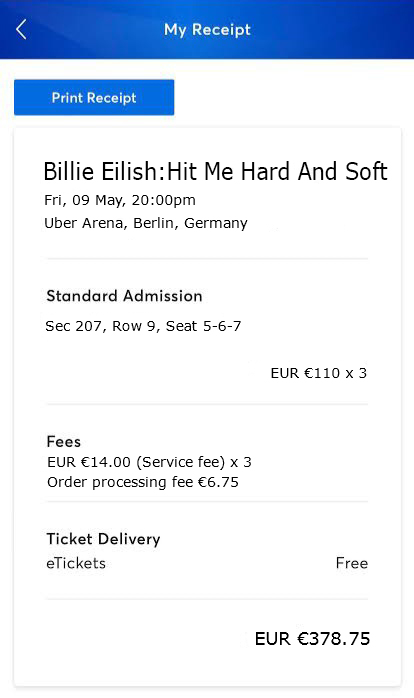 My Receipt
Print Receipt
Billie Eilish:Hit Me Hard And Soft
Fri, 09 May, 20:00pm
Uber Arena, Berlin, Germany
Standard Admission
Sec 207, Row 9, Seat 5-6-7
EUR €110 x 3
Fees
EUR €14.00 (Service fee) x 3
Order processing fee €6.75
Ticket Delivery
eTickets Free
EUR €378.75